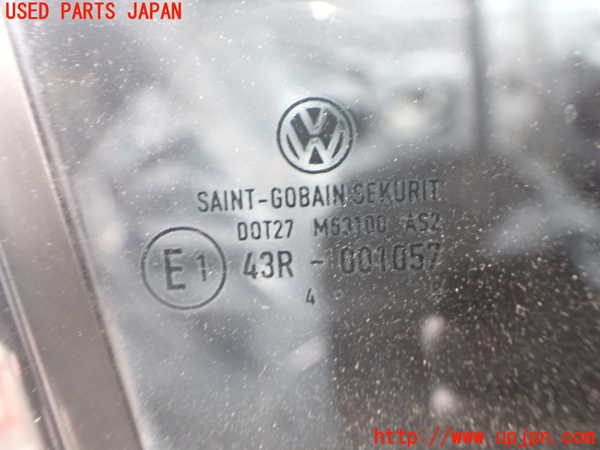 USED PARTS JAPAN
SAINT-GOBAIN SEKURIT
DOT27 M53100 AS2
E1 43R - 001057
4
http://www-upjpn-com